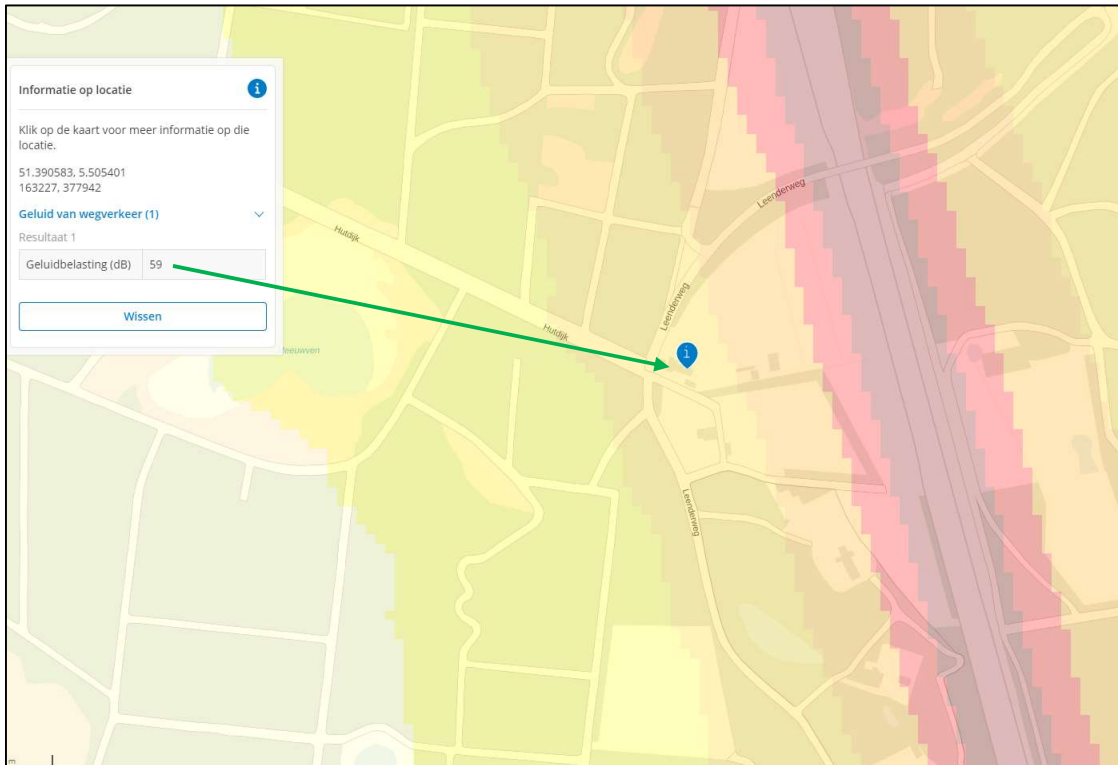 Informatie op locatie
Klik op de kaart voor meer informatie op die
locatie.
51.390583, 5.505401
163227, 377942
Geluid van wegverkeer (1)
Resultaat 1
Geluidbelasting (dB) 59
Wissen
Hutdijk
Hutdijk
Leenderweg
Leenderweg
Leenderweg